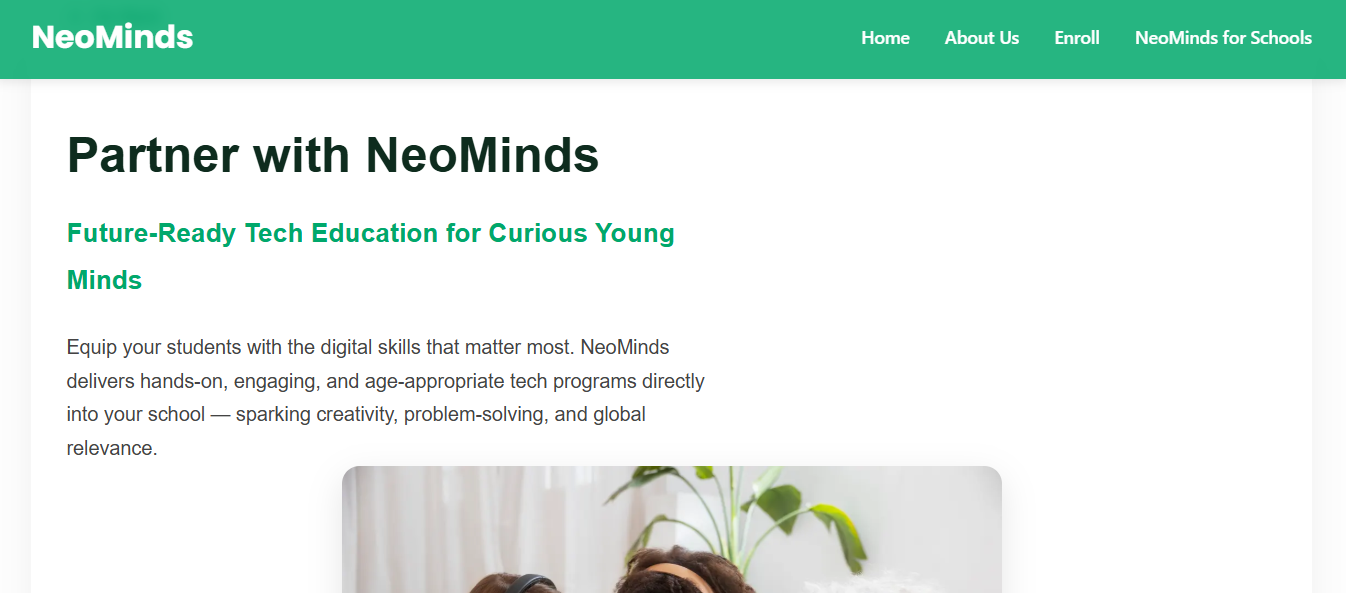 NeoMinds
Home About Us Enroll NeoMinds for Schools
Partner with NeoMinds
Future-Ready Tech Education for Curious Young
Minds
Equip your students with the digital skills that matter most. NeoMinds
delivers hands-on, engaging, and age-appropriate tech programs directly
into your school — sparking creativity, problem-solving, and global
relevance.